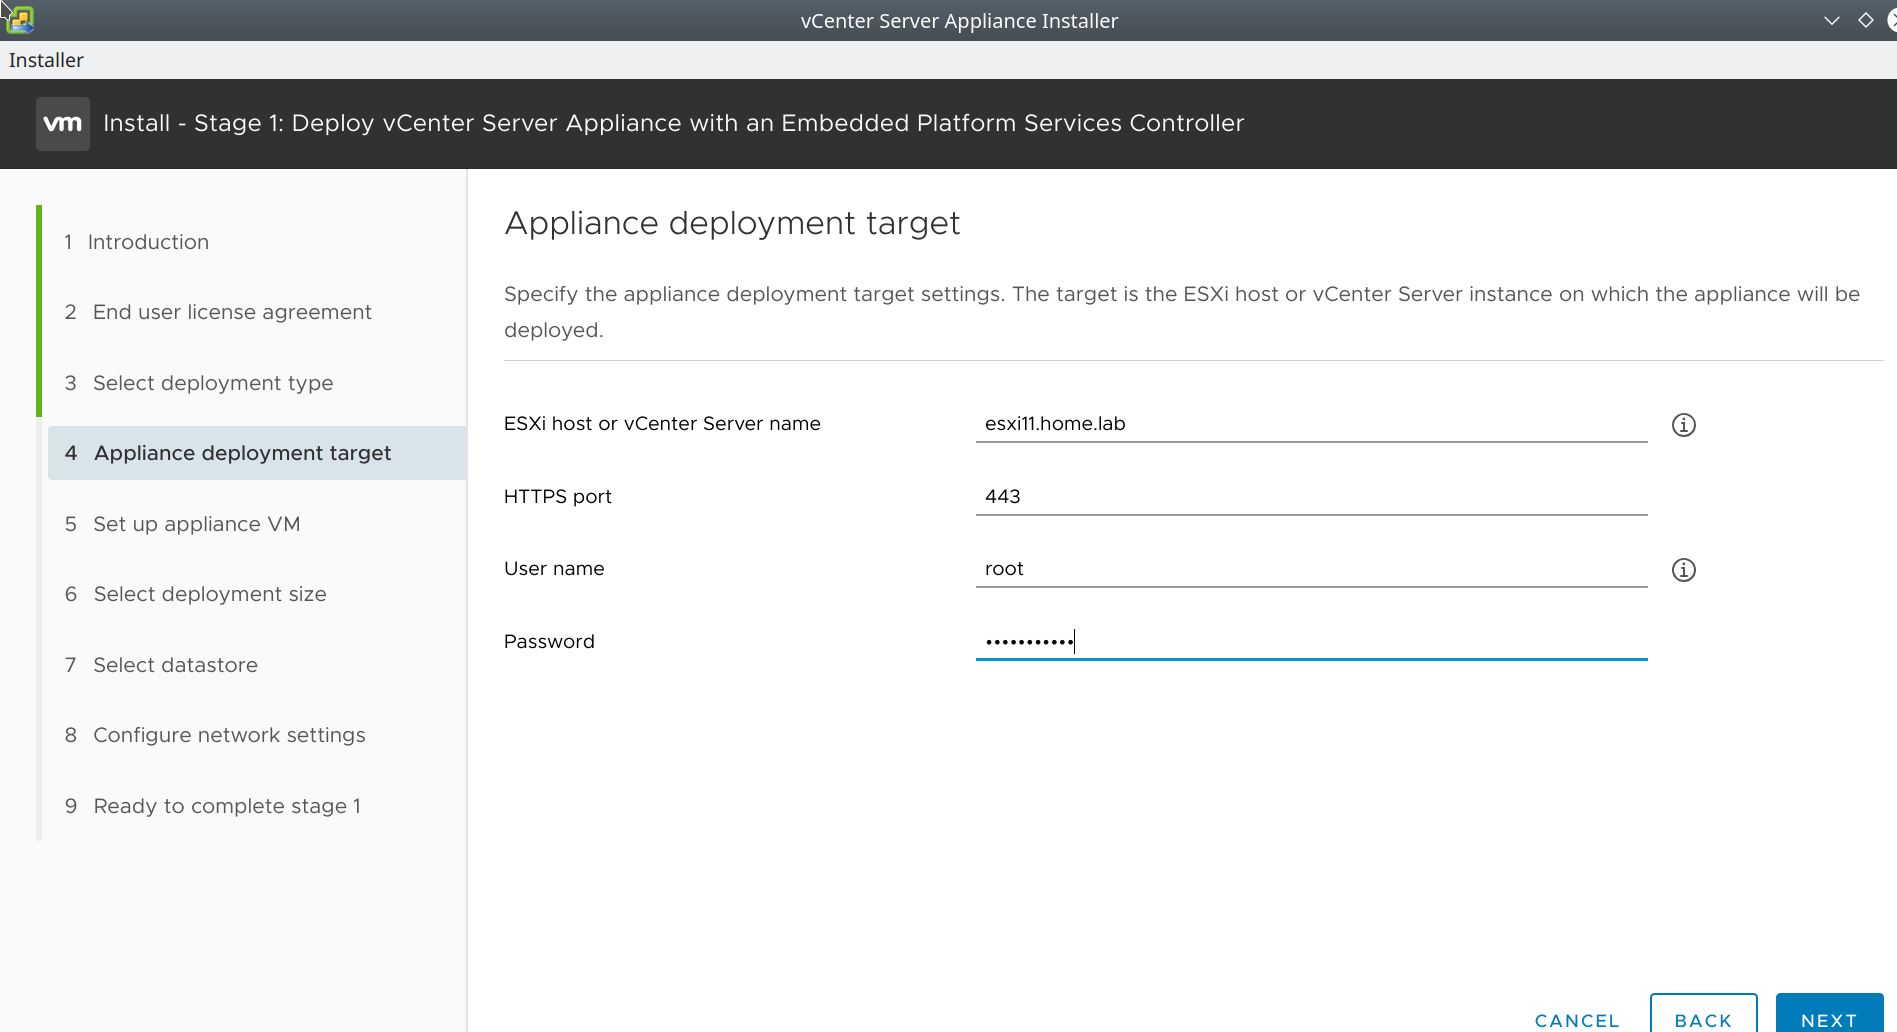 vCenter Server Appliance Installer
Installer
vm Install - Stage 1: Deploy vCenter Server Appliance with an Embedded Platform Services Controller
1 Introduction
2 End user license agreement
3 Select deployment type
4 Appliance deployment target
5 Set up appliance VM
6 Select deployment size
7 Select datastore
8 Configure network settings
9 Ready to complete stage 1
Appliance deployment target
Specify the appliance deployment target settings. The target is the ESXi host or vCenter Server instance on which the appliance will be
deployed.
ESXi host or vCenter Server name esxi11.home.lab
HTTPS port 443
User name root
Password •••••••••••
CANCEL BACK NEXT